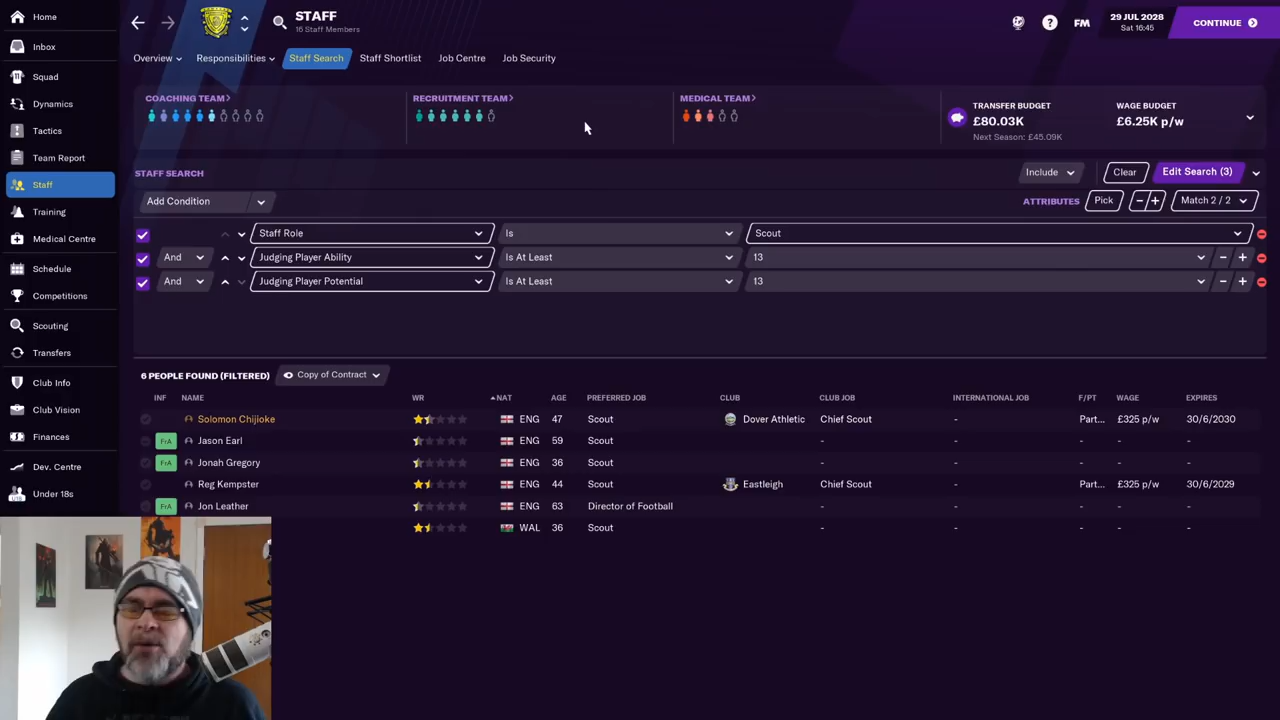 Home
Inbox
Squad
Dynamics
Tactics
Team Report
Staff
Training
Medical Centre
Schedule
Competitions
Scouting
Transfers
Club Info
Club Vision
Finances
Dev. Centre
Under 18s
STAFF
16 Staff Members
FM
29 JUL 2028
Sat 16:45
CONTINUE
Overview
Responsibilities
Staff Search
Staff Shortlist
Job Centre
Job Security
COACHING TEAM>
RECRUITMENT TEAM>
MEDICAL TEAM>
TRANSFER BUDGET
£80.03K
Next Season: £45.09K
WAGE BUDGET
£6.25K p/w
STAFF SEARCH
Include
Clear
Edit Search (3)
Add Condition
ATTRIBUTES
Pick
-/+
Match 2 / 2
Staff Role Is Scout
And Judging Player Ability Is At Least 13
And Judging Player Potential Is At Least 13
6 PEOPLE FOUND (FILTERED)
Copy of Contract
INF NAME WR NAT AGE PREFERRED JOB CLUB CLUB JOB INTERNATIONAL JOB F/PT WAGE EXPIRES
Solomon Chijioke ENG 47 Scout Dover Athletic Chief Scout - Part... £325 p/w 30/6/2030
FrA Jason Earl ENG 59 Scout - - - - -
FrA Jonah Gregory ENG 36 Scout - - - - -
Reg Kempster ENG 44 Scout Eastleigh Chief Scout - Part... £325 p/w 30/6/2029
FrA Jon Leather ENG 63 Director of Football - - - - -
WAL 36 Scout - - - - -